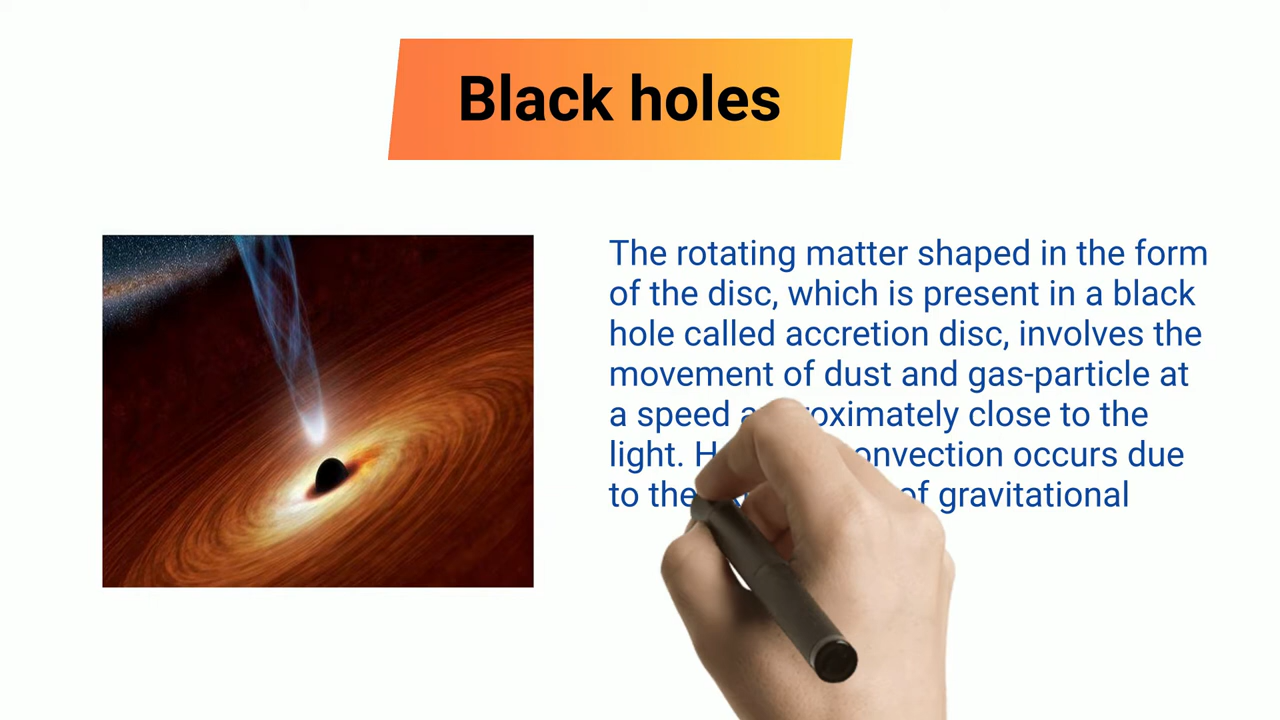 Black holes
The rotating matter shaped in the form
of the disc, which is present in a black
hole called accretion disc, involves the
movement of dust and gas-particle at
a speed approximately close to the
light. convection occurs due
to the of gravitational